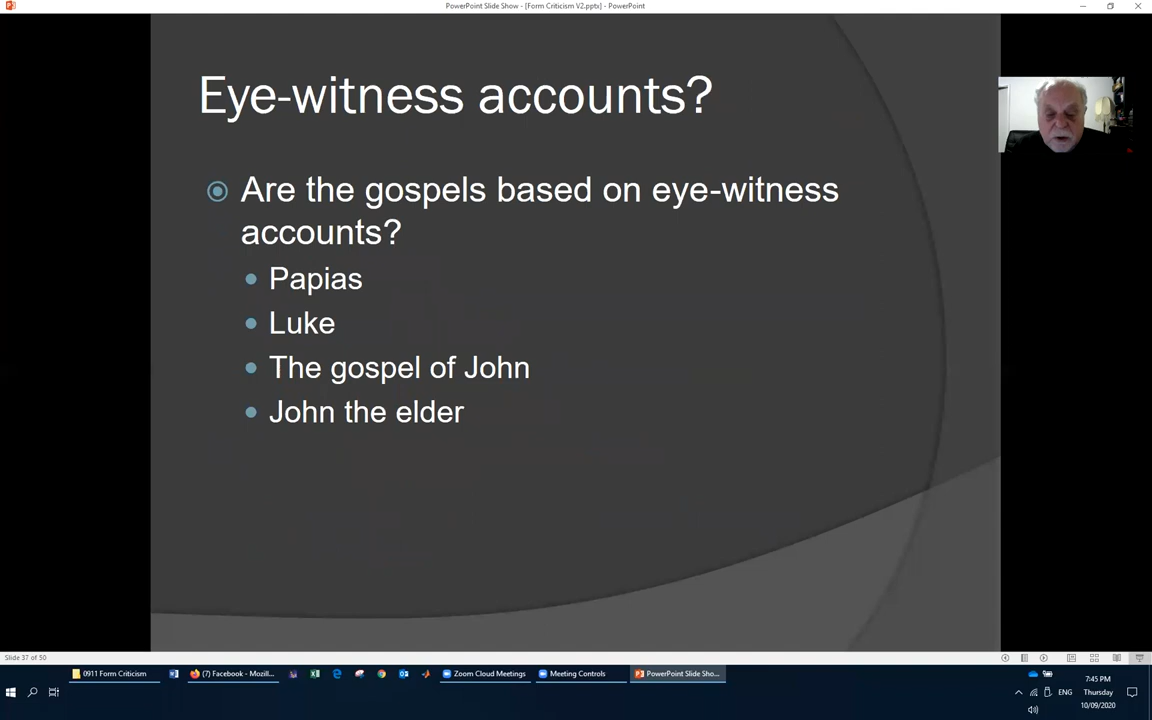 PowerPoint Slide Show - [Form Criticism V2.pptx] - PowerPoint
Eye-witness accounts?
Are the gospels based on eye-witness
accounts?
Papias
Luke
The gospel of John
John the elder
Slide 37 of 50
0911 Form Criticism
(7) Facebook - Mozill...
Zoom Cloud Meetings
Meeting Controls
PowerPoint Slide Sho...
ENG
7:45 PM
Thursday
10/09/2020